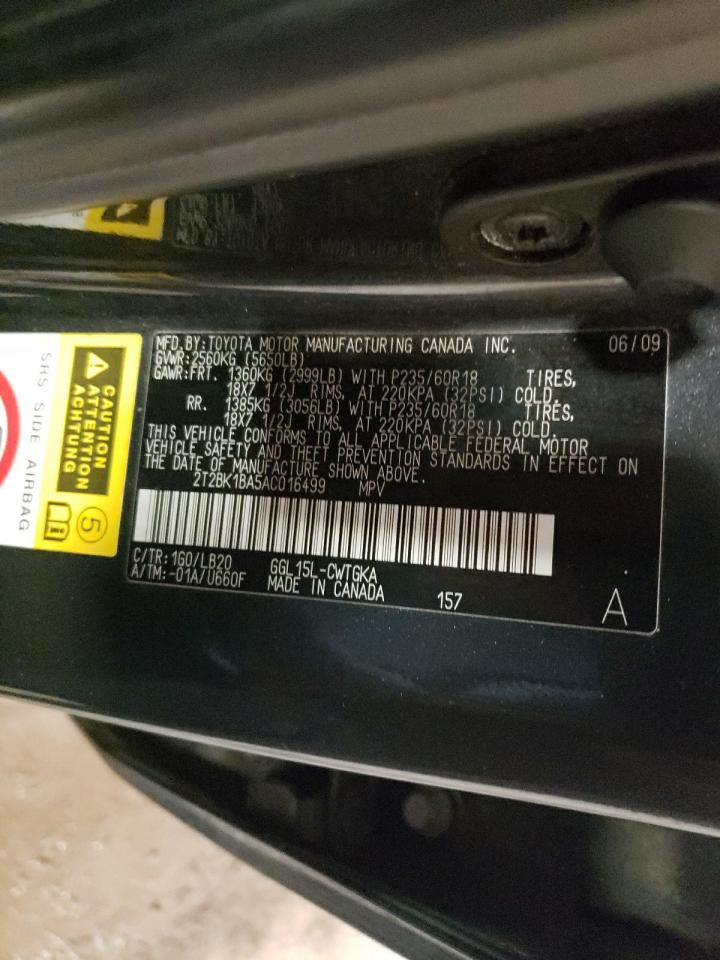 MFD.BY:TOYOTA MOTOR MANUFACTURING CANADA INC. 06/09
GVWR:2560KG (5650LB)
GAWR:FRT. 1360KG (2999LB) WITH P235/60R18 TIRES,
18X7 1/2J RIMS, AT 220KPA (32PSI) COLD.
RR. 1385KG (3056LB) WITH P235/60R18 TIRES,
18X7 1/2J RIMS, AT 220KPA (32PSI) COLD.
THIS VEHICLE CONFORMS TO ALL APPLICABLE FEDERAL MOTOR
VEHICLE SAFETY AND THEFT PREVENTION STANDARDS IN EFFECT ON
THE DATE OF MANUFACTURE SHOWN ABOVE.
2T2BK1BA5AC016499 MPV
C/TR:1G0/LB20 GGL15L-CWTGKA
A/TM:-01A/U660F MADE IN CANADA 157 A
CAUTION
ATTENTION
ACHTUNG
5
SRS SIDE AIRBAG